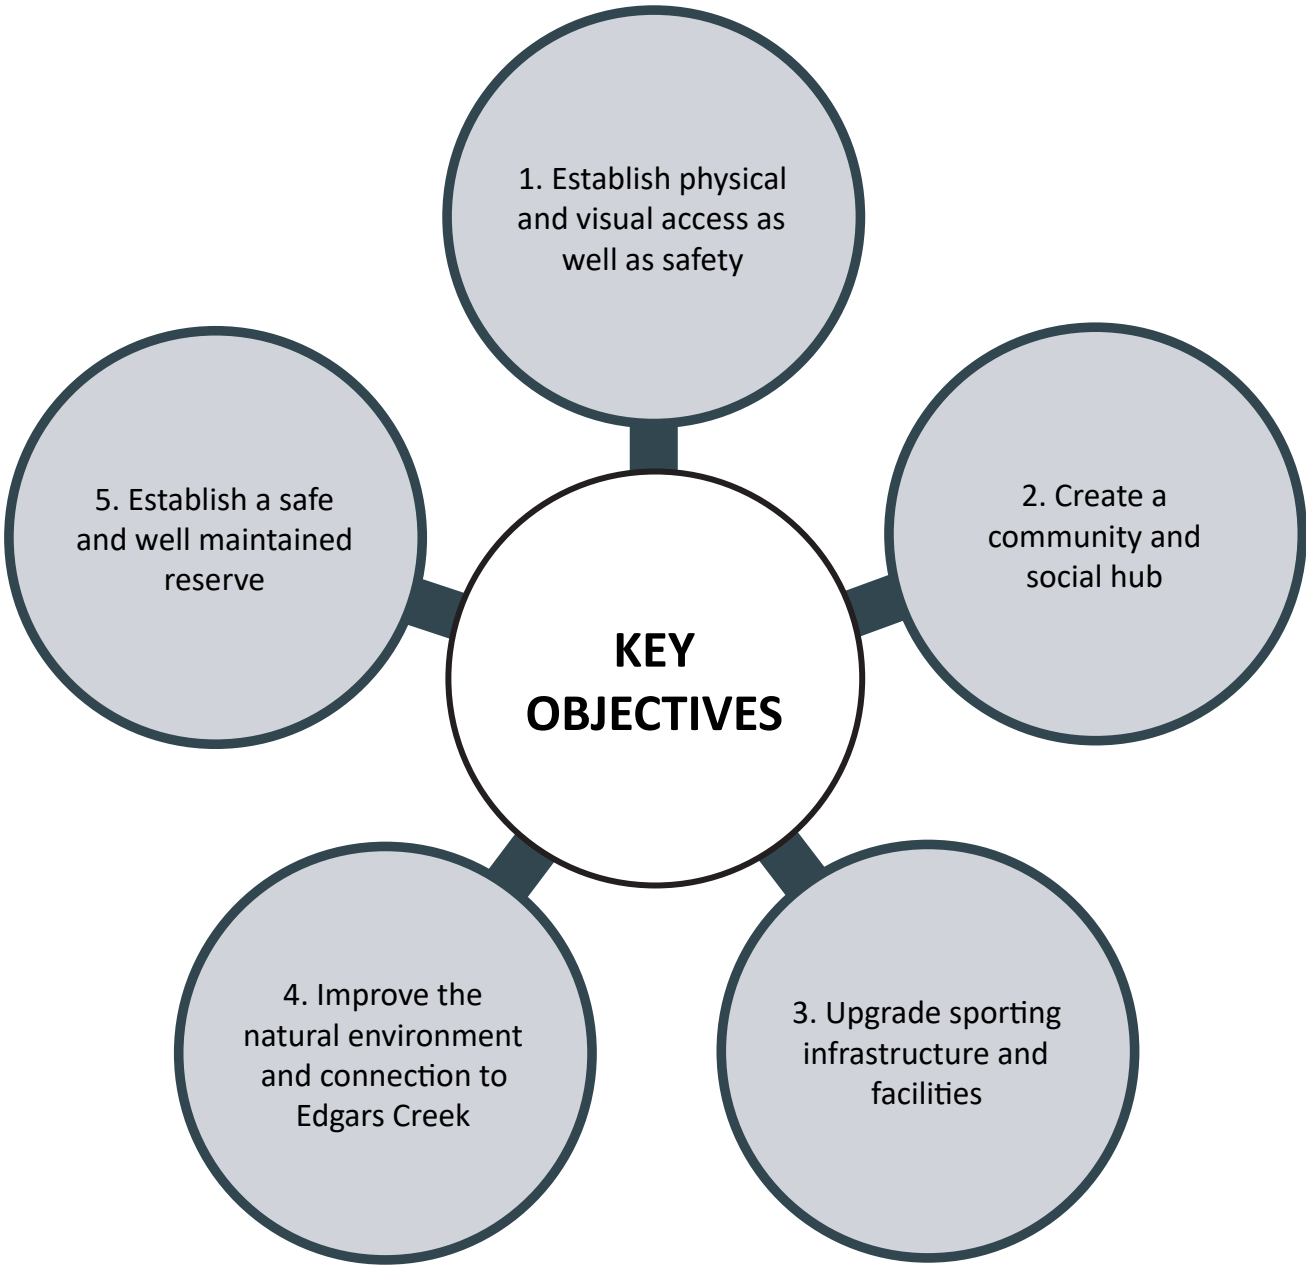 1. Establish physical
and visual access as
well as safety
2. Create a
community and
social hub
3. Upgrade sporting
infrastructure and
facilities
4. Improve the
natural environment
and connection to
Edgars Creek
5. Establish a safe
and well maintained
reserve
KEY
OBJECTIVES